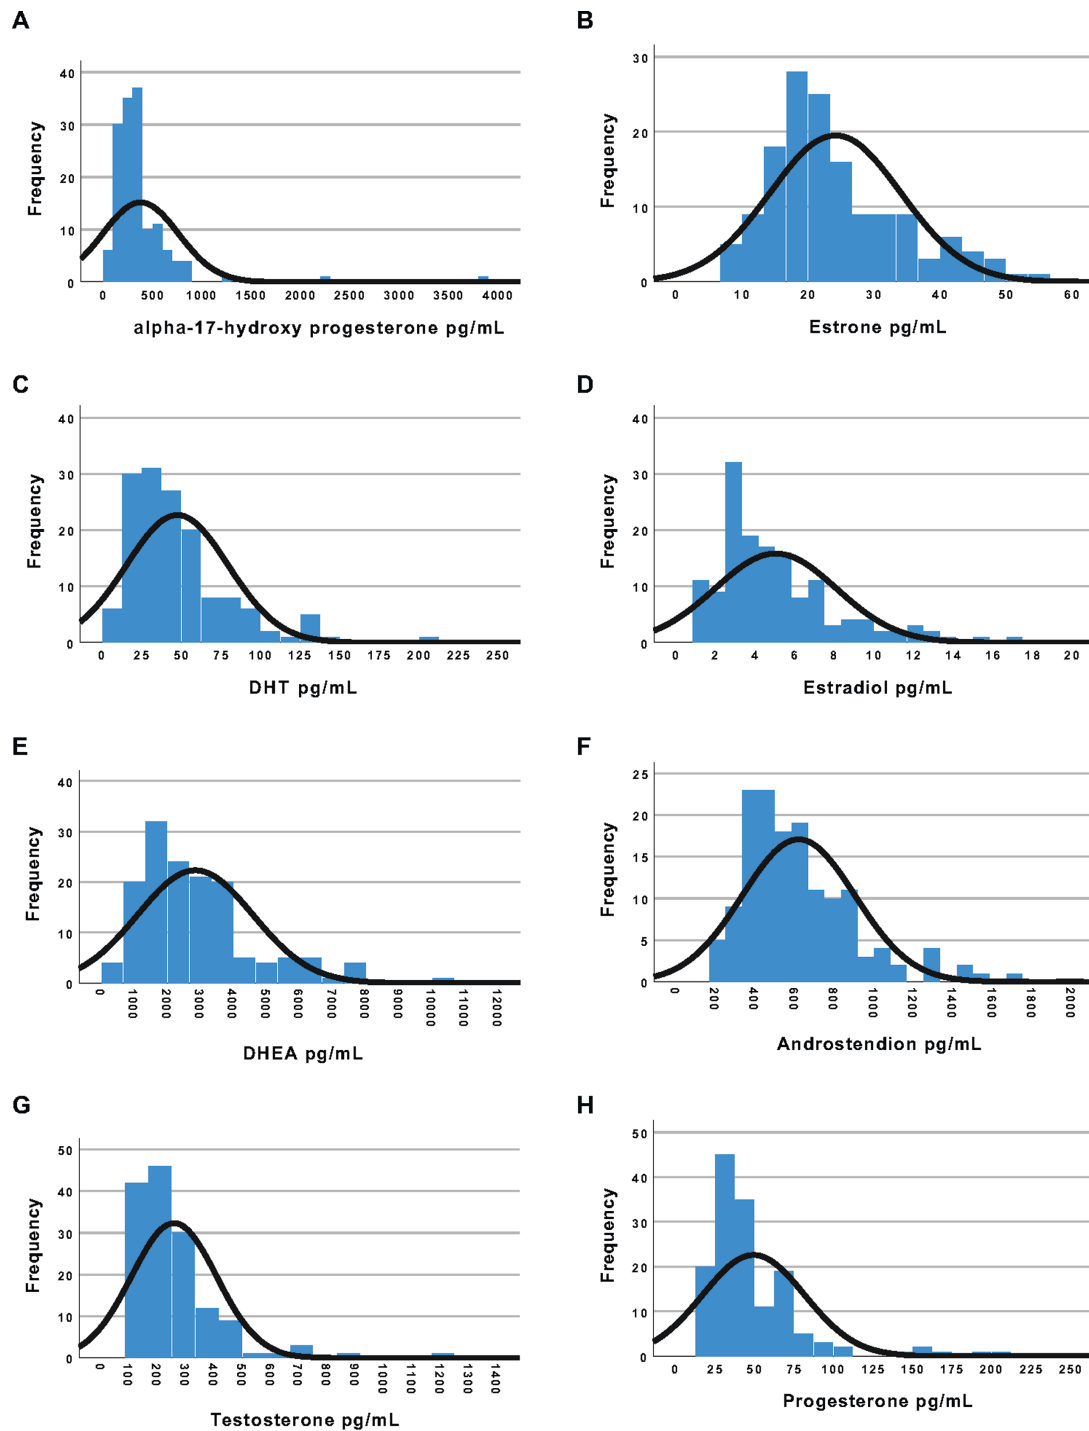 A
B
Frequency
40
30
20
10
0
0 500 1000 1500 2000 2500 3000 3500 4000
alpha-17-hydroxy progesterone pg/mL
Frequency
30
20
10
0
0 10 20 30 40 50 60
Estrone pg/mL
C
D
Frequency
40
30
20
10
0
0 25 50 75 100 125 150 175 200 225 250
DHT pg/mL
Frequency
40
30
20
10
0
0 2 4 6 8 10 12 14 16 18 20
Estradiol pg/mL
E
F
Frequency
40
30
20
10
0
0 1000 2000 3000 4000 5000 6000 7000 8000 9000 10000 11000 12000
DHEA pg/mL
Frequency
25
20
15
10
5
0
0 200 400 600 800 1000 1200 1400 1600 1800 2000
Androstendion pg/mL
G
H
Frequency
50
40
30
20
10
0
0 100 200 300 400 500 600 700 800 900 1000 1100 1200 1300 1400
Testosterone pg/mL
Frequency
50
40
30
20
10
0
0 25 50 75 100 125 150 175 200 225 250
Progesterone pg/mL